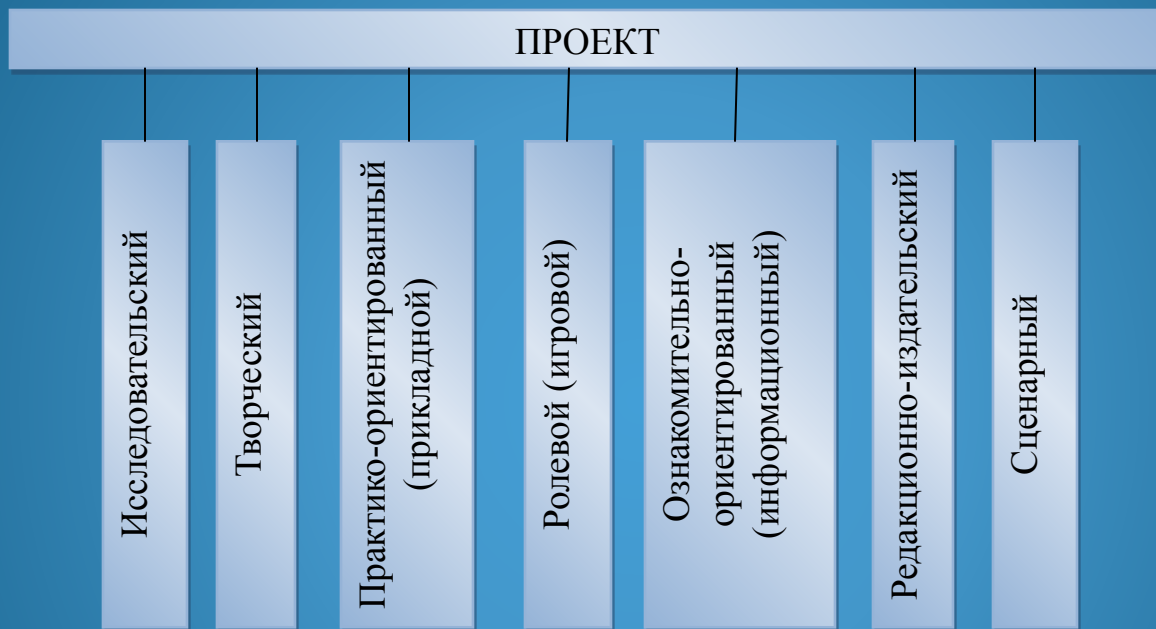 ПРОЕКТ
Исследовательский
Творческий
Практико-ориентированный
(прикладной)
Ролевой (игровой)
Ознакомительно-
ориентированный
(информационный)
Редакционно-издательский
Сценарный